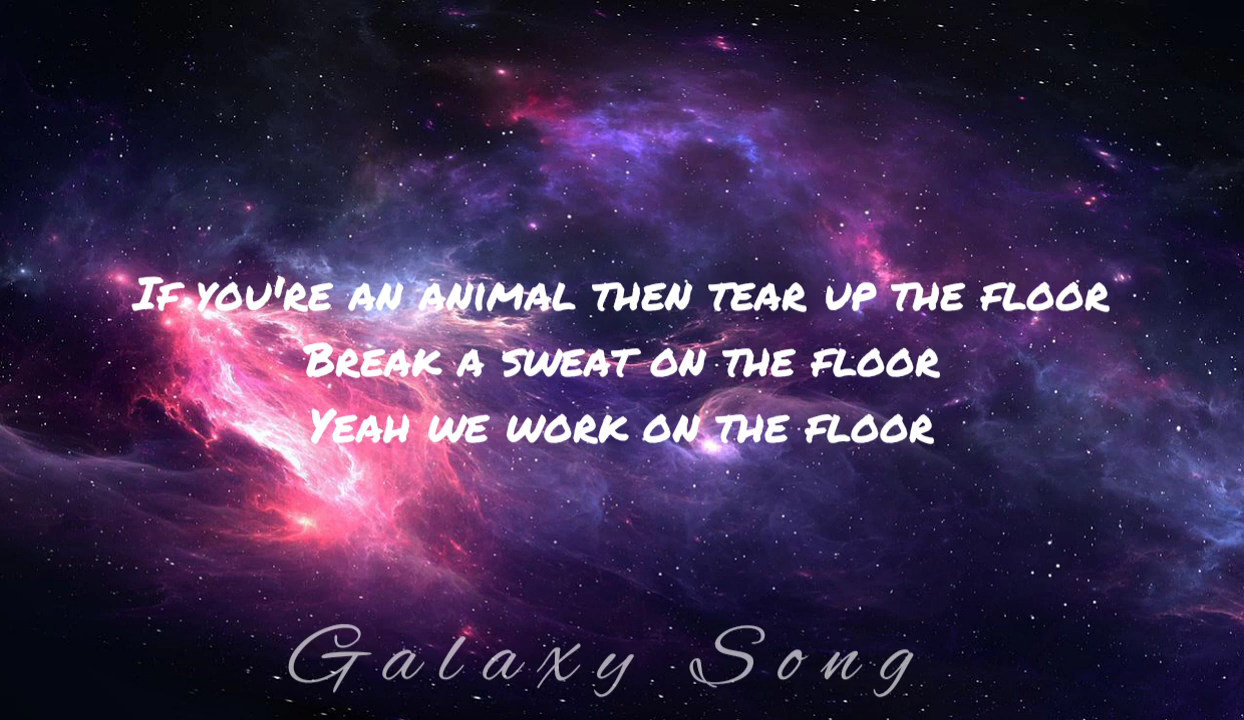 If you're an animal then tear up the floor
Break a sweat on the floor
Yeah we work on the floor
Galaxy Song